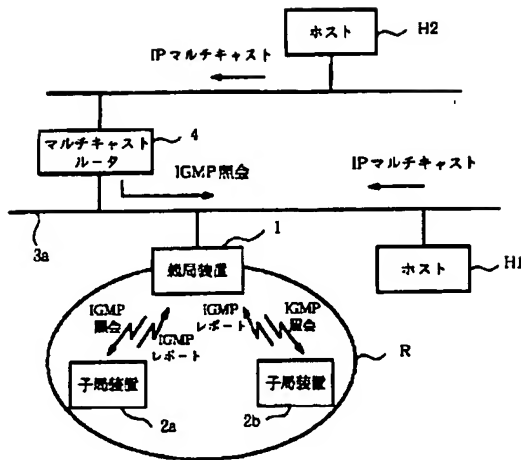 ホスト
H2
IPマルチキャスト
マルチキャスト
ルータ
4
IGMP照会
IPマルチキャスト
3a
1
親局装置
ホスト
H1
IGMP
照会
IGMP
レポート
IGMP
レポート
IGMP
照会
R
子局装置
子局装置
2a
2b